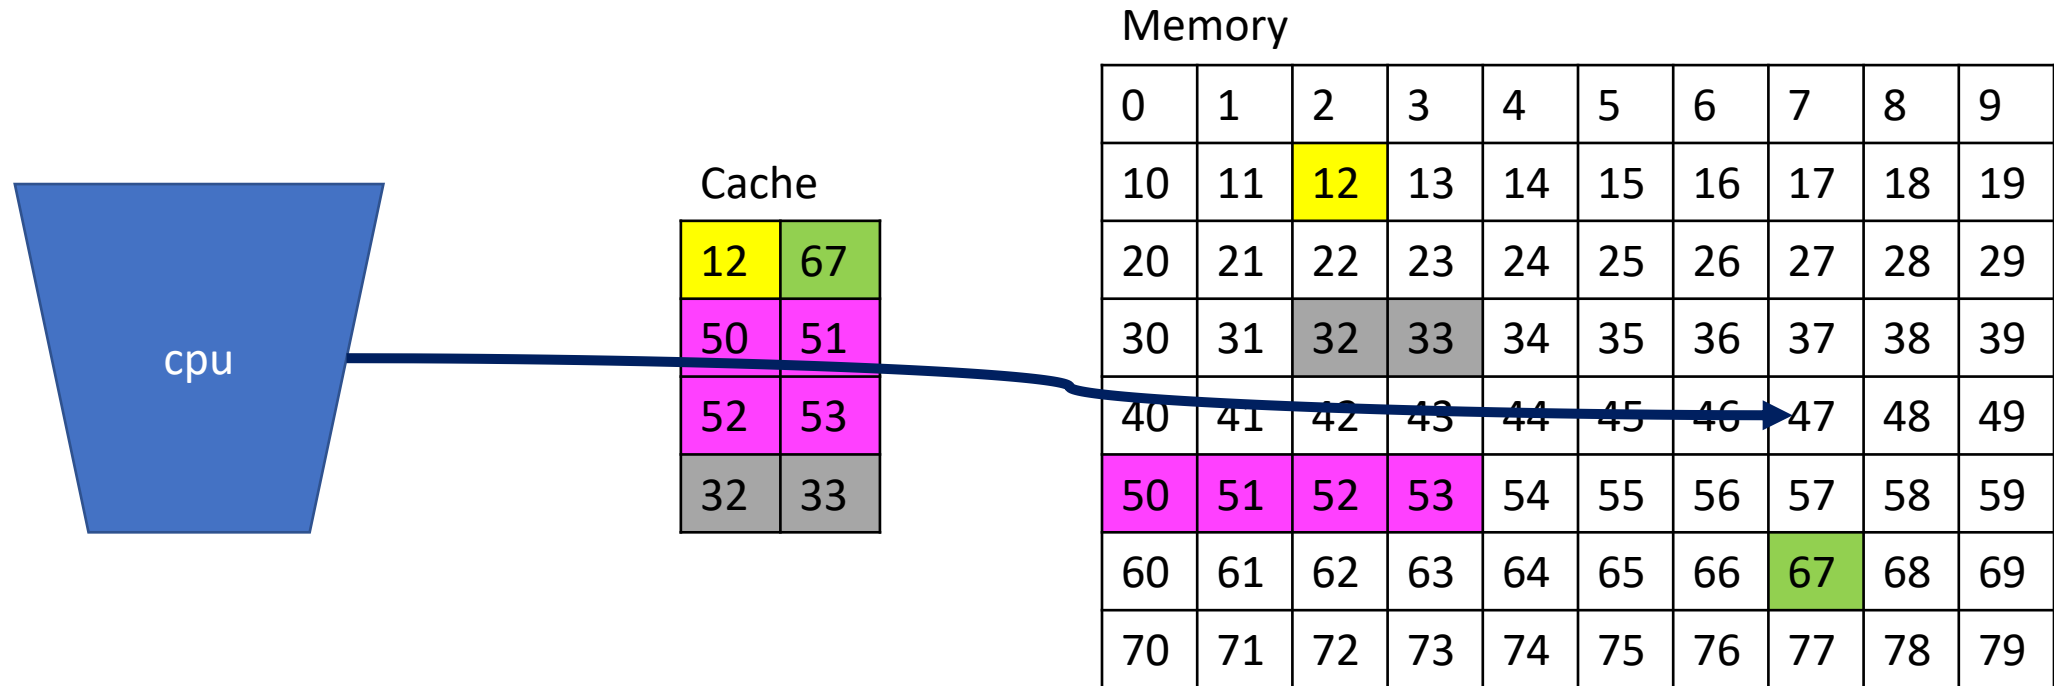 Memory
0 1 2 3 4 5 6 7 8 9
10 11 12 13 14 15 16 17 18 19
20 21 22 23 24 25 26 27 28 29
30 31 32 33 34 35 36 37 38 39
40 41 42 43 44 45 46 47 48 49
50 51 52 53 54 55 56 57 58 59
60 61 62 63 64 65 66 67 68 69
70 71 72 73 74 75 76 77 78 79
Cache
12 67
50 51
52 53
32 33
cpu